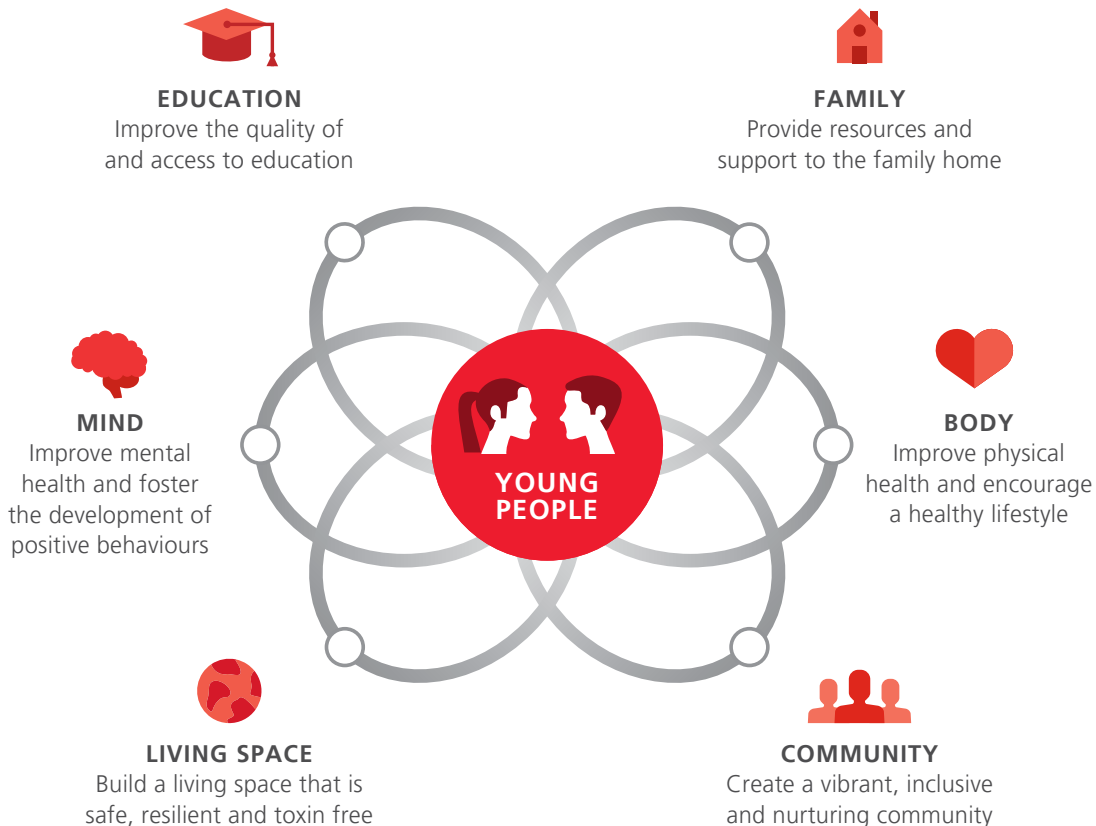 EDUCATION
Improve the quality of
and access to education
FAMILY
Provide resources and
support to the family home
MIND
Improve mental
health and foster
the development of
positive behaviours
YOUNG
PEOPLE
BODY
Improve physical
health and encourage
a healthy lifestyle
LIVING SPACE
Build a living space that is
safe, resilient and toxin free
COMMUNITY
Create a vibrant, inclusive
and nurturing community